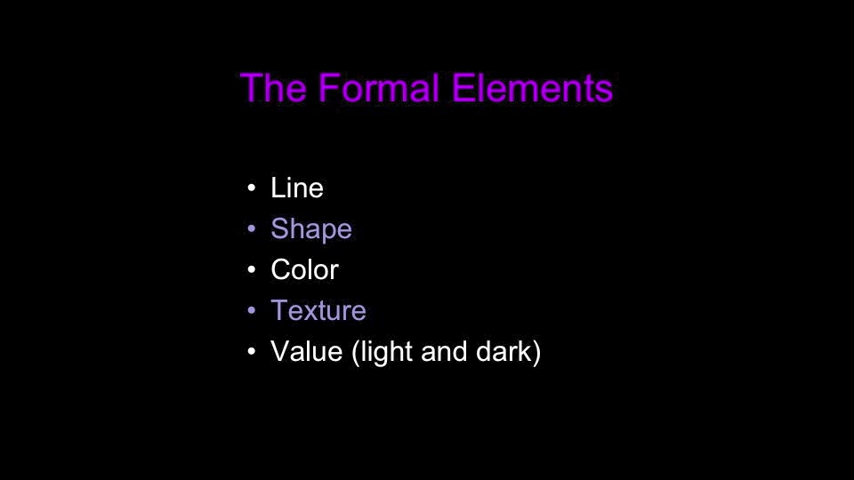 The Formal Elements
• Line
• Shape
• Color
• Texture
• Value (light and dark)